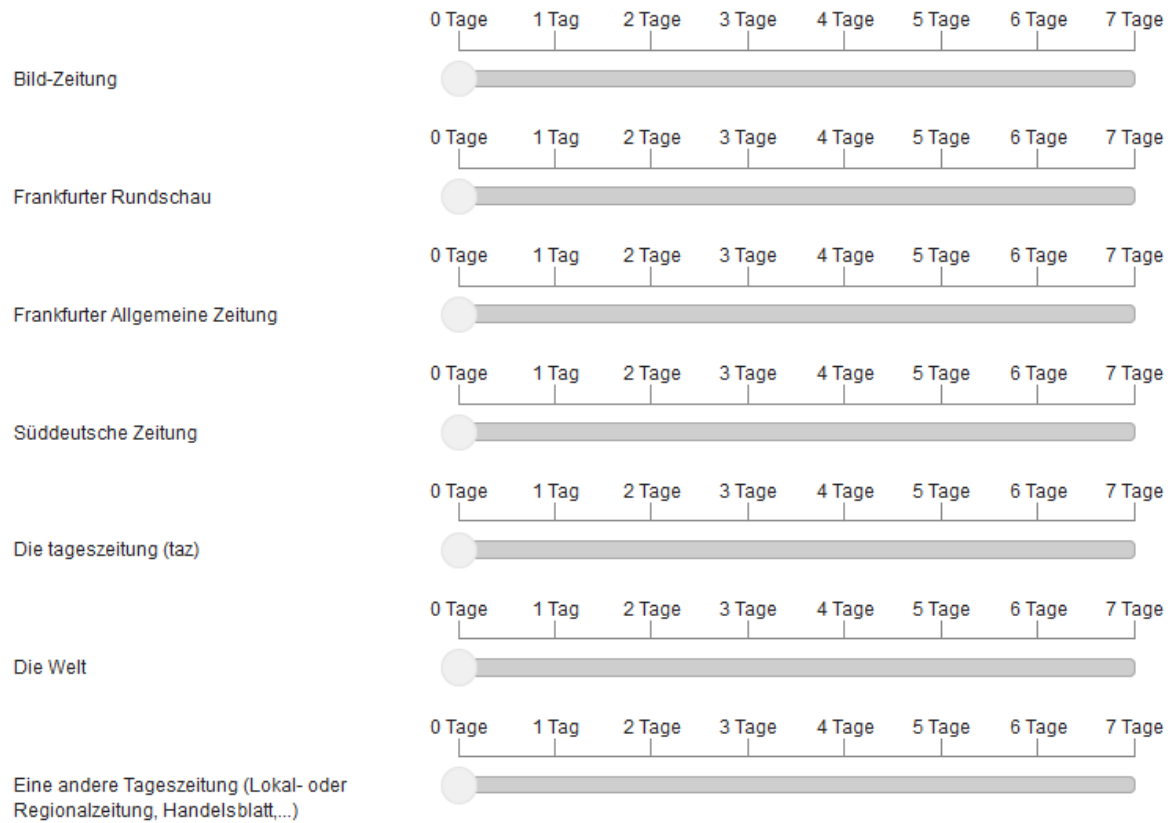 0 Tage 1 Tag 2 Tage 3 Tage 4 Tage 5 Tage 6 Tage 7 Tage
Bild-Zeitung
0 Tage 1 Tag 2 Tage 3 Tage 4 Tage 5 Tage 6 Tage 7 Tage
Frankfurter Rundschau
0 Tage 1 Tag 2 Tage 3 Tage 4 Tage 5 Tage 6 Tage 7 Tage
Frankfurter Allgemeine Zeitung
0 Tage 1 Tag 2 Tage 3 Tage 4 Tage 5 Tage 6 Tage 7 Tage
Süddeutsche Zeitung
0 Tage 1 Tag 2 Tage 3 Tage 4 Tage 5 Tage 6 Tage 7 Tage
Die tageszeitung (taz)
0 Tage 1 Tag 2 Tage 3 Tage 4 Tage 5 Tage 6 Tage 7 Tage
Die Welt
0 Tage 1 Tag 2 Tage 3 Tage 4 Tage 5 Tage 6 Tage 7 Tage
Eine andere Tageszeitung (Lokal- oder
Regionalzeitung, Handelsblatt,...)